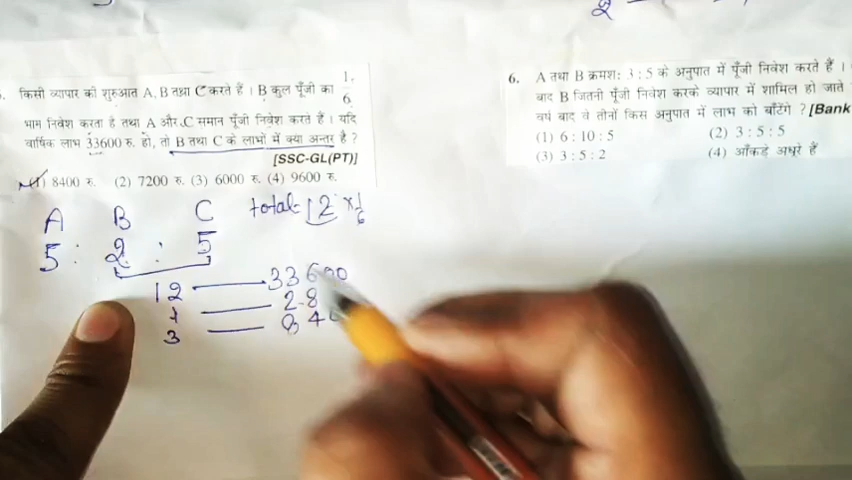 किसी व्यापार की शुरुआत A, B तथा C करते हैं । B कुल पूँजी का 1/6
भाग निवेश करता है तथा A और C समान पूँजी निवेश करते हैं । यदि
वार्षिक लाभ 33600 रु. हो, तो B तथा C के लाभों में क्या अन्तर है ?
[SSC-GL(PT)]
(1) 8400 रु. (2) 7200 रु. (3) 6000 रु. (4) 9600 रु.
A B C total = 12 × 1/6
5 : 2 : 5
12 — 33600
1 — 28
3 — 84
6. A तथा B क्रमश: 3 : 5 के अनुपात में पूँजी निवेश करते हैं ।
बाद B जितनी पूँजी निवेश करके व्यापार में शामिल हो जाते
वर्ष बाद वे तीनों किस अनुपात में लाभ को बाँटेंगे ? [Bank
(1) 6 : 10 : 5 (2) 3 : 5 : 5
(3) 3 : 5 : 2 (4) आँकड़े अधूरे हैं